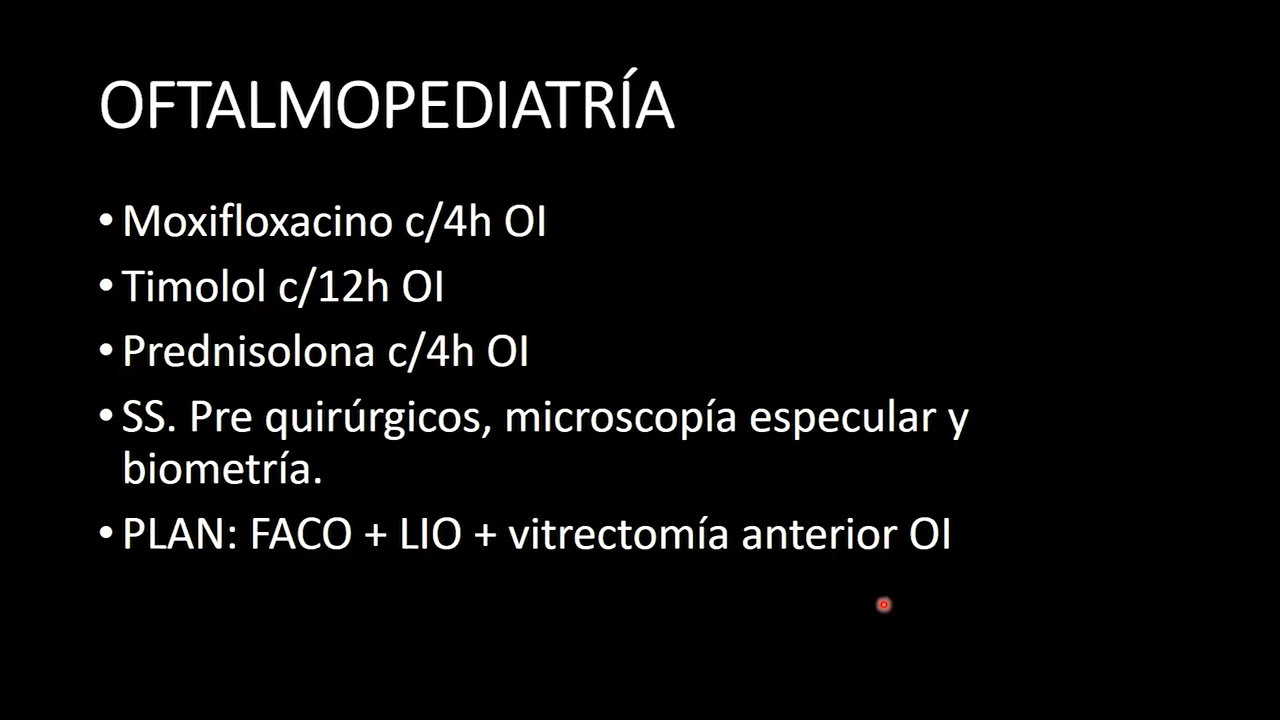 OFTALMOPEDIATRÍA
• Moxifloxacino c/4h OI
• Timolol c/12h OI
• Prednisolona c/4h OI
• SS. Pre quirúrgicos, microscopía especular y
biometría.
• PLAN: FACO + LIO + vitrectomía anterior OI